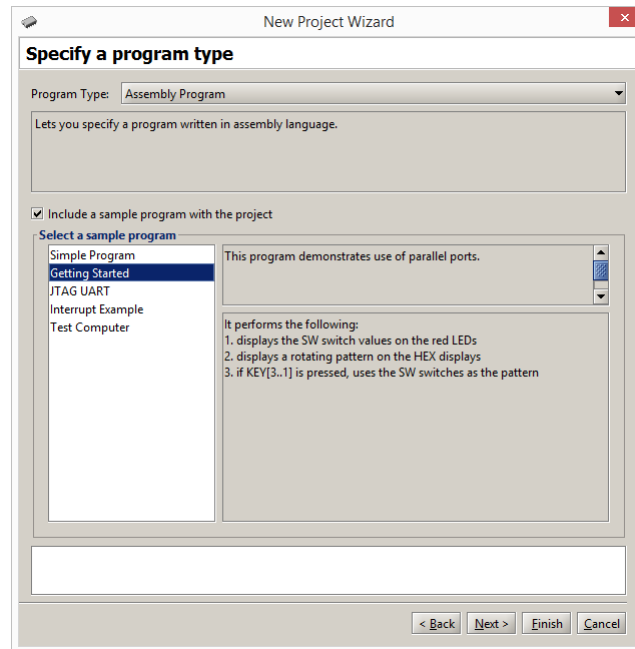 New Project Wizard
x
Specify a program type
Program Type: Assembly Program
Lets you specify a program written in assembly language.
Include a sample program with the project
Select a sample program
Simple Program
Getting Started
JTAG UART
Interrupt Example
Test Computer
This program demonstrates use of parallel ports.
It performs the following:
1. displays the SW switch values on the red LEDs
2. displays a rotating pattern on the HEX displays
3. if KEY[3..1] is pressed, uses the SW switches as the pattern
< Back Next > Finish Cancel